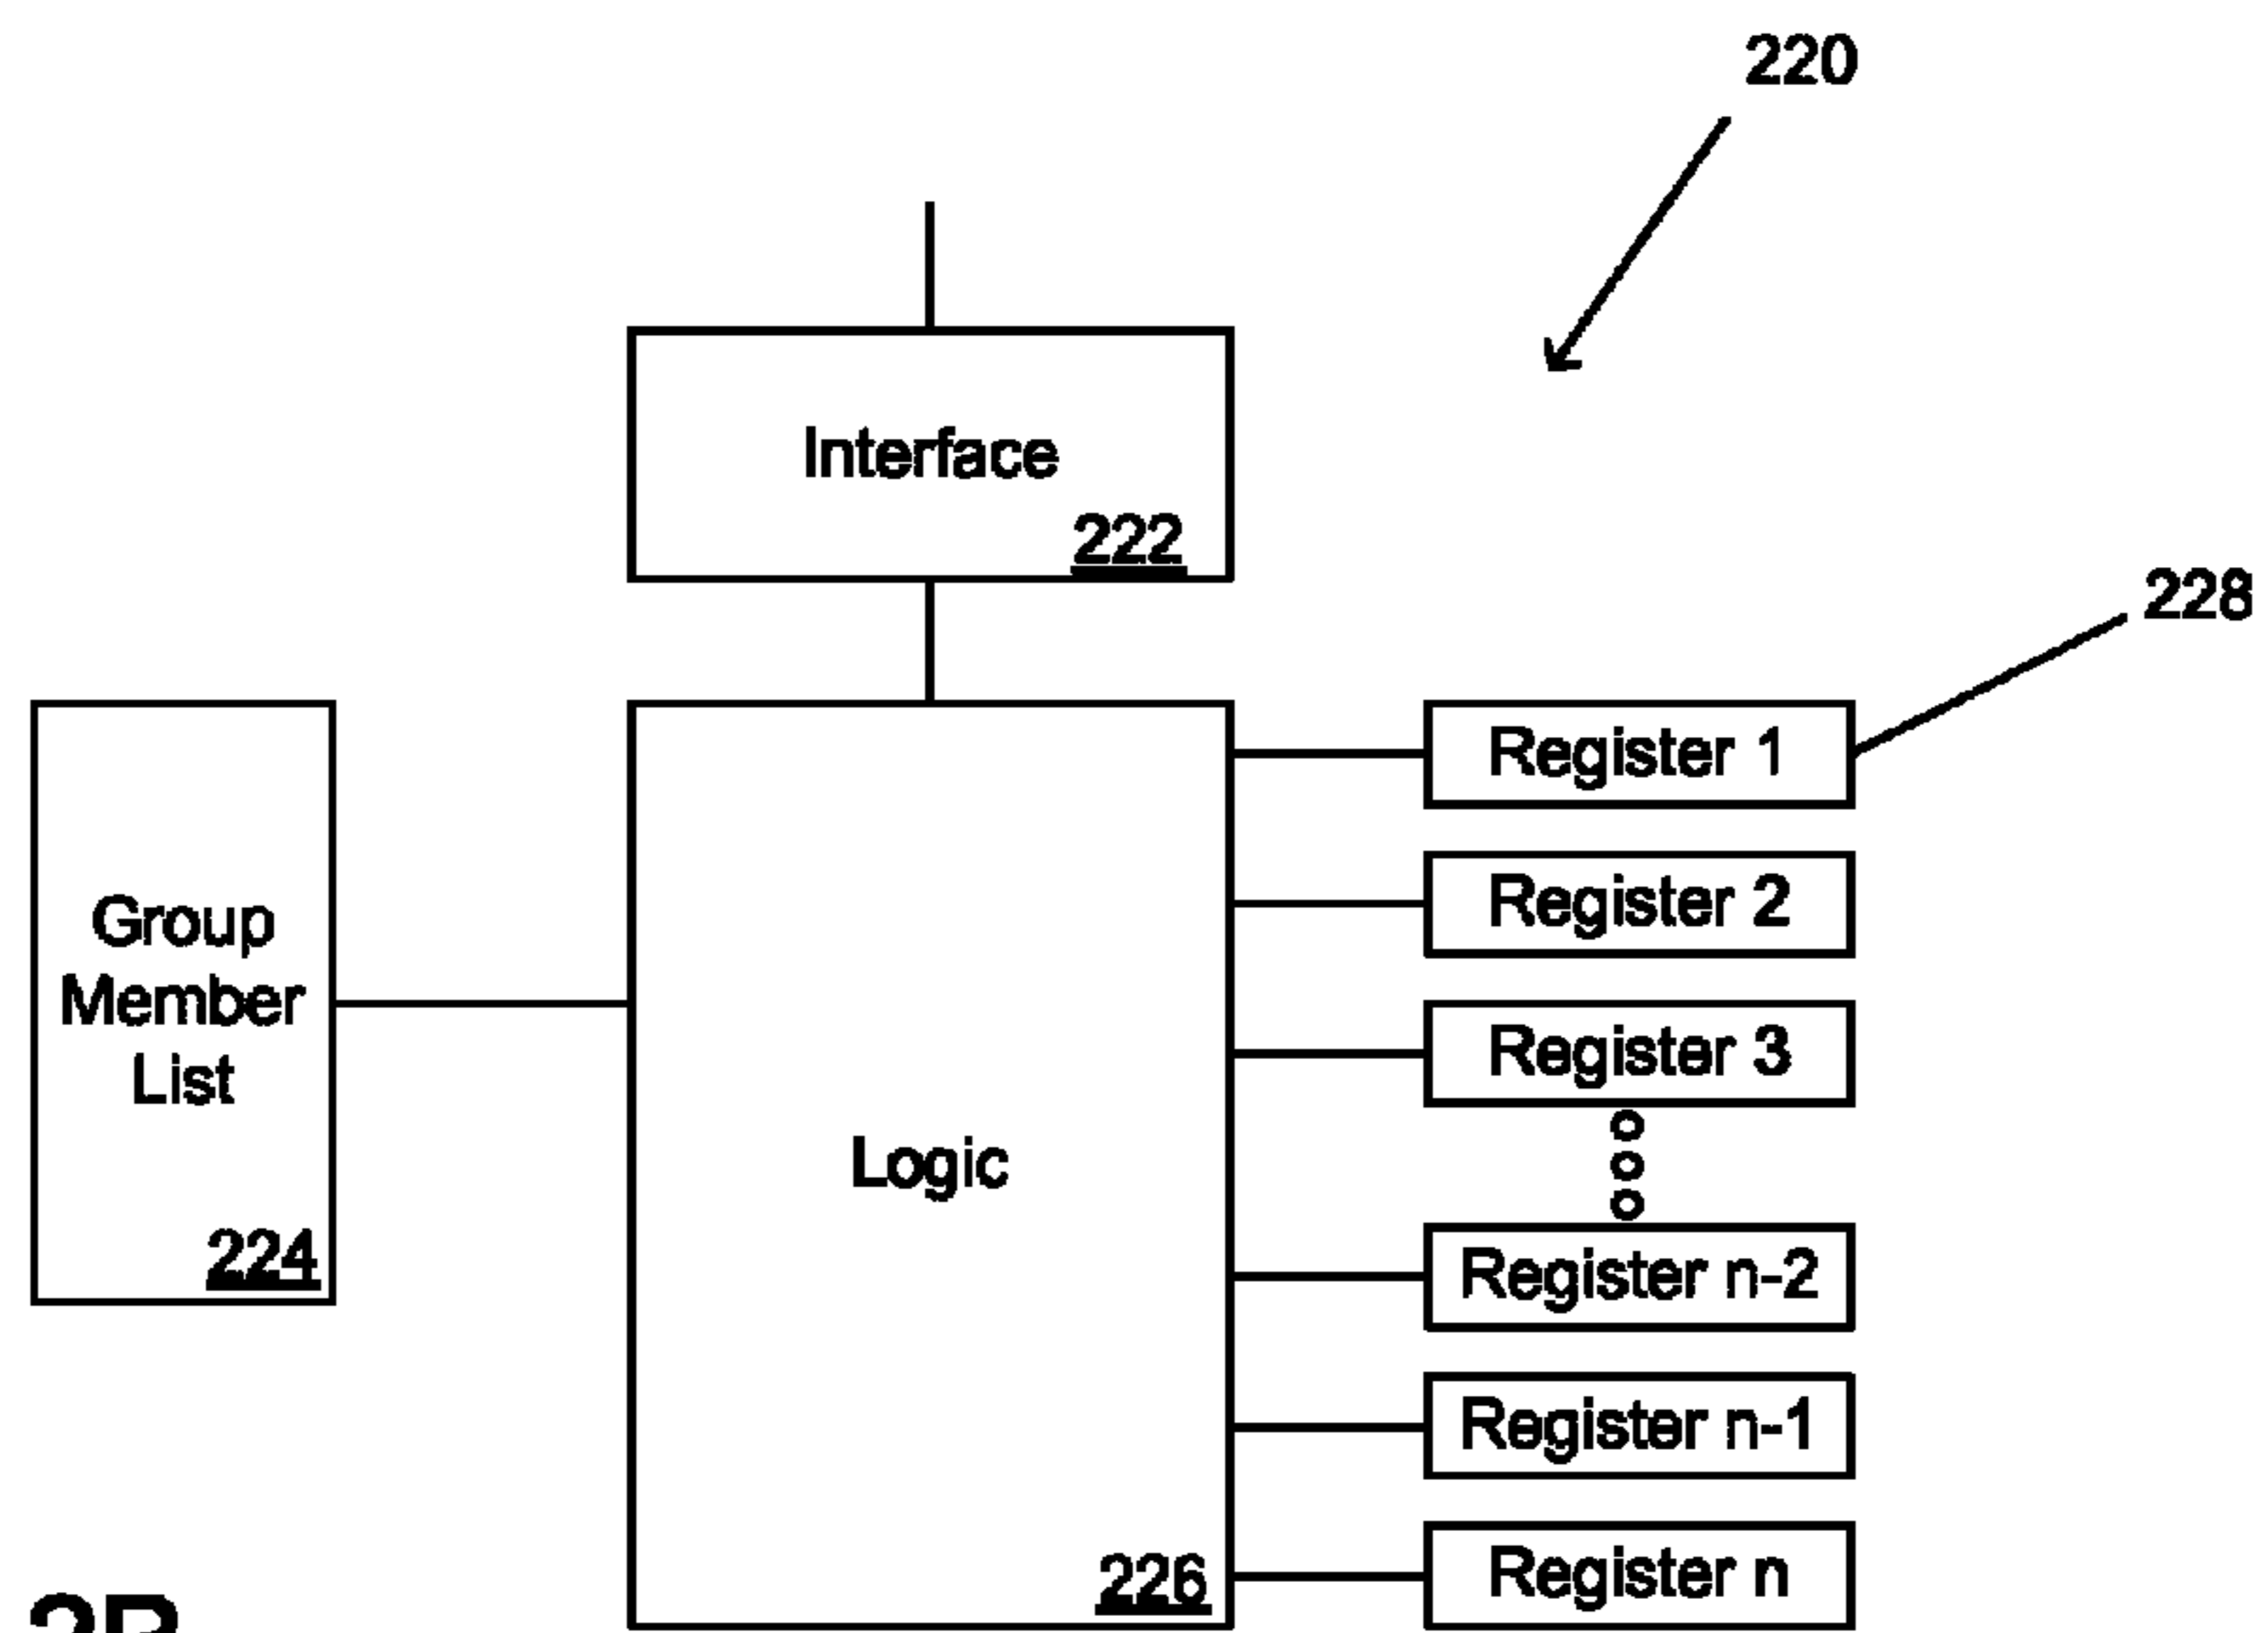 220
Interface
222
228
Register 1
Register 2
Group
Member
List
224
Register 3
Logic
226
Register n-2
Register n-1
Register n
2B